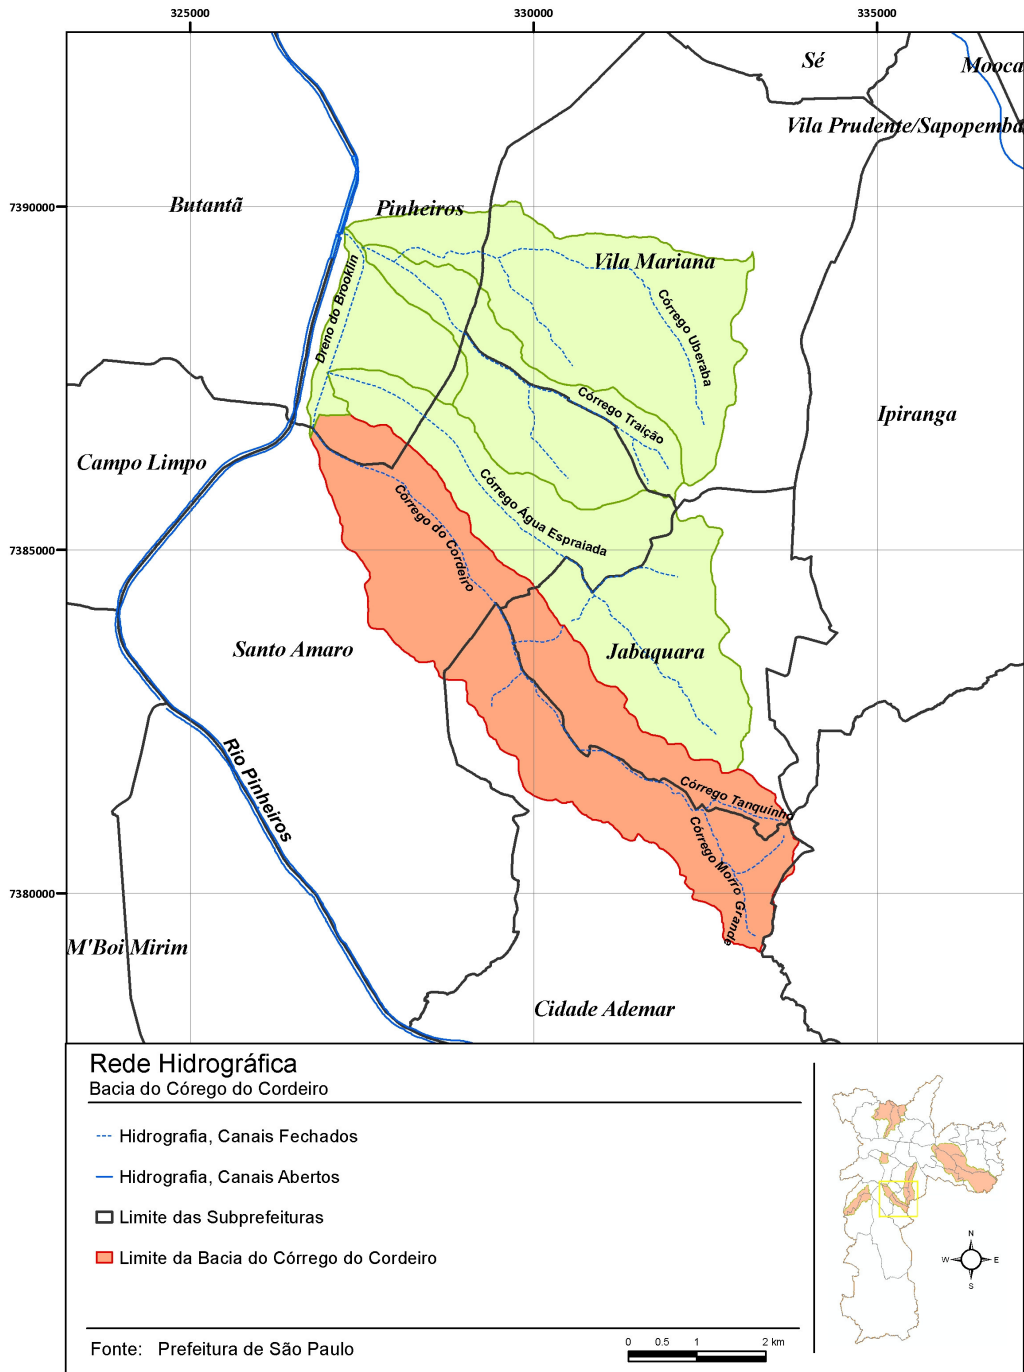 325000
330000
335000
Sé
Mooca
Vila Prudente/Sapopemba
7390000
Butantã
Pinheiros
Vila Mariana
Dreno do Brooklin
Córrego Uberaba
Córrego Traição
Ipiranga
Campo Limpo
Córrego Água Espraiada
Córrego do Cordeiro
7385000
Santo Amaro
Jabaquara
Rio Pinheiros
Córrego Tanquinho
Córrego Morro Grande
7380000
M'Boi Mirim
Cidade Ademar
Rede Hidrográfica
Bacia do Córego do Cordeiro
Hidrografia, Canais Fechados
Hidrografia, Canais Abertos
Limite das Subprefeituras
Limite da Bacia do Córrego do Cordeiro
N
W
E
S
Fonte: Prefeitura de São Paulo
0 0.5 1 2 km